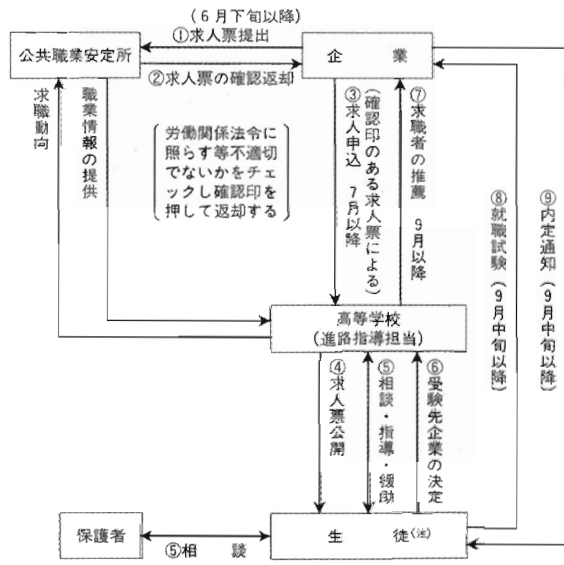 (6月下旬以降)
①求人票提出
公共職業安定所
企業
②求人票の確認返却
求職動向
職業情報の提供
労働関係法令に
照らす等不適切
でないかをチェ
ックし確認印を
押して返却する
③求人申込 7月以降
(確認印のある求人票による)
⑦求職者の推薦 9月以降
⑧就職試験(9月中旬以降)
⑨内定通知(9月中旬以降)
高等学校
(進路指導担当)
④求人票公開
⑤相談・指導・援助
⑥受験先企業の決定
保護者
⑤相談
生徒(注)